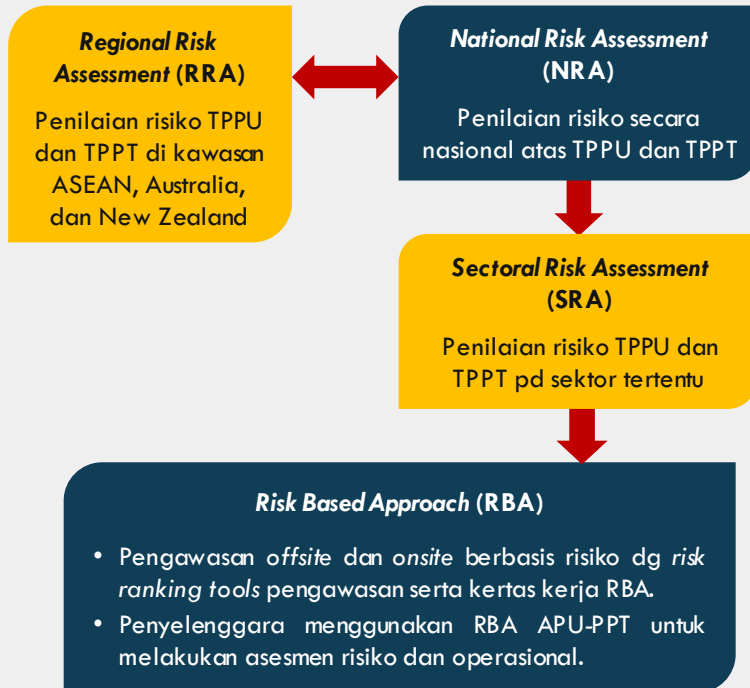 Regional Risk
Assessment (RRA)
Penilaian risiko TPPU
dan TPPT di kawasan
ASEAN, Australia,
dan New Zealand
National Risk Assessment
(NRA)
Penilaian risiko secara
nasional atas TPPU dan TPPT
Sectoral Risk Assessment
(SRA)
Penilaian risiko TPPU dan
TPPT pd sektor tertentu
Risk Based Approach (RBA)
• Pengawasan offsite dan onsite berbasis risiko dg risk
ranking tools pengawasan serta kertas kerja RBA.
• Penyelenggara menggunakan RBA APU-PPT untuk
melakukan asesmen risiko dan operasional.